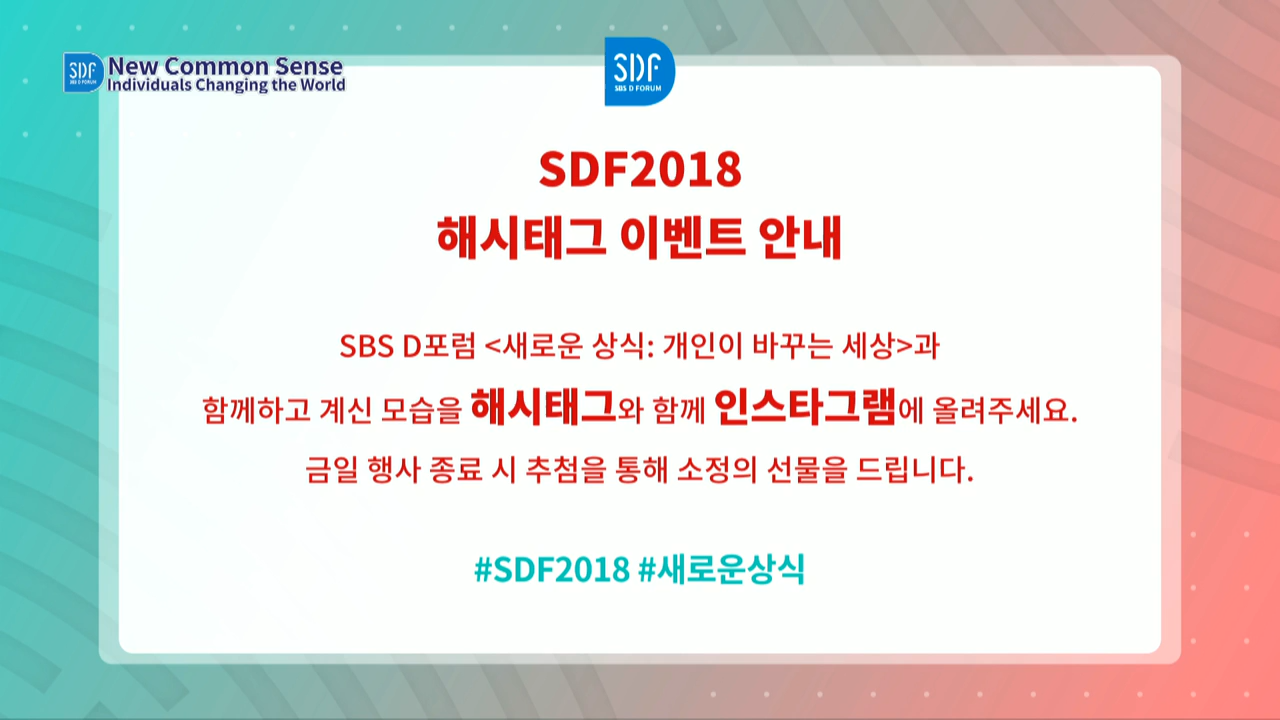 SDF
SBS D FORUM
New Common Sense
Individuals Changing the World
SDF
SBS D FORUM
SDF2018
해시태그 이벤트 안내
SBS D포럼 <새로운 상식: 개인이 바꾸는 세상>과
함께하고 계신 모습을 해시태그와 함께 인스타그램에 올려주세요.
금일 행사 종료 시 추첨을 통해 소정의 선물을 드립니다.
#SDF2018 #새로운상식